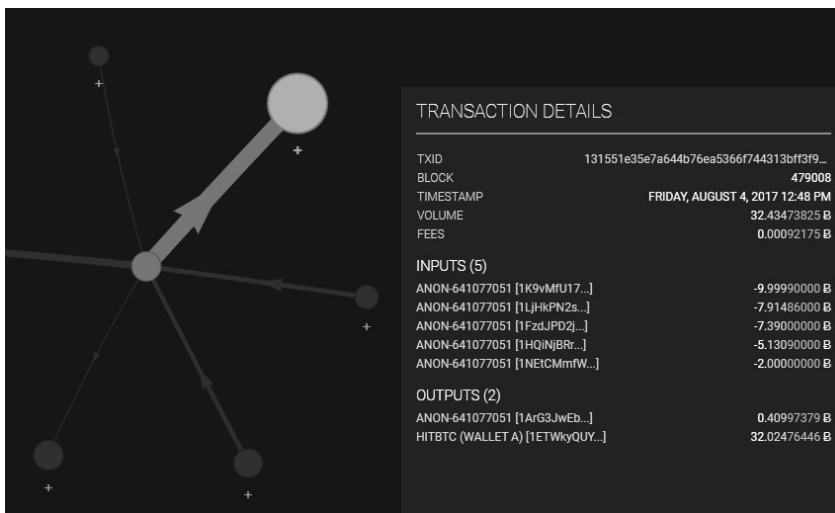 TRANSACTION DETAILS
TXID 131551e35e7a644b76ea5366f744313bff3f9...
BLOCK 479008
TIMESTAMP FRIDAY, AUGUST 4, 2017 12:48 PM
VOLUME 32.43473825 Ƀ
FEES 0.00092175 Ƀ
INPUTS (5)
ANON-641077051 [1K9vMfU17...] -9.99990000 Ƀ
ANON-641077051 [1LjHkPN2s...] -7.91486000 Ƀ
ANON-641077051 [1FzdJPD2j...] -7.39000000 Ƀ
ANON-641077051 [1HQiNjBRr...] -5.13090000 Ƀ
ANON-641077051 [1NEtCMmfW...] -2.00000000 Ƀ
OUTPUTS (2)
ANON-641077051 [1ArG3JwEb...] 0.40997379 Ƀ
HITBTC (WALLET A) [1ETWkyQUY...] 32.02476446 Ƀ